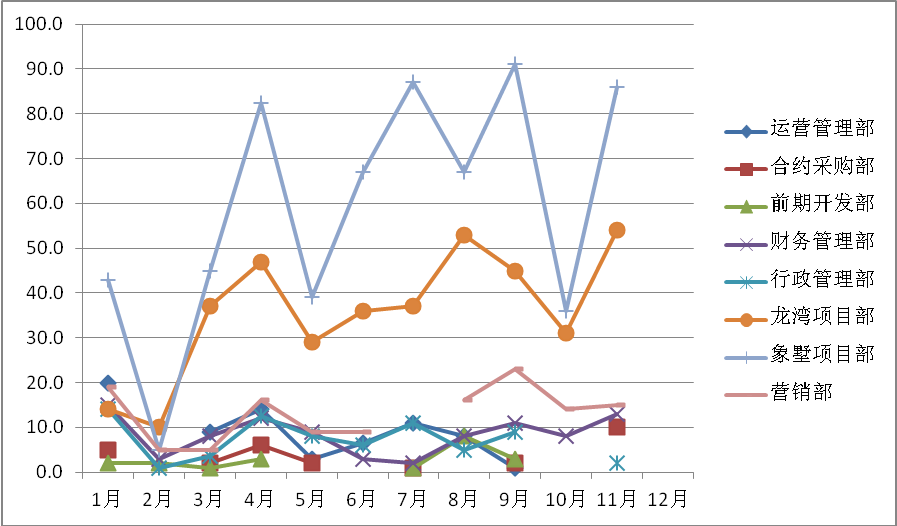 100.0
90.0
80.0
70.0
60.0
50.0
40.0
30.0
20.0
10.0
0.0
1月 2月 3月 4月 5月 6月 7月 8月 9月 10月 11月 12月
运营管理部
合约采购部
前期开发部
财务管理部
行政管理部
龙湾项目部
象墅项目部
营销部